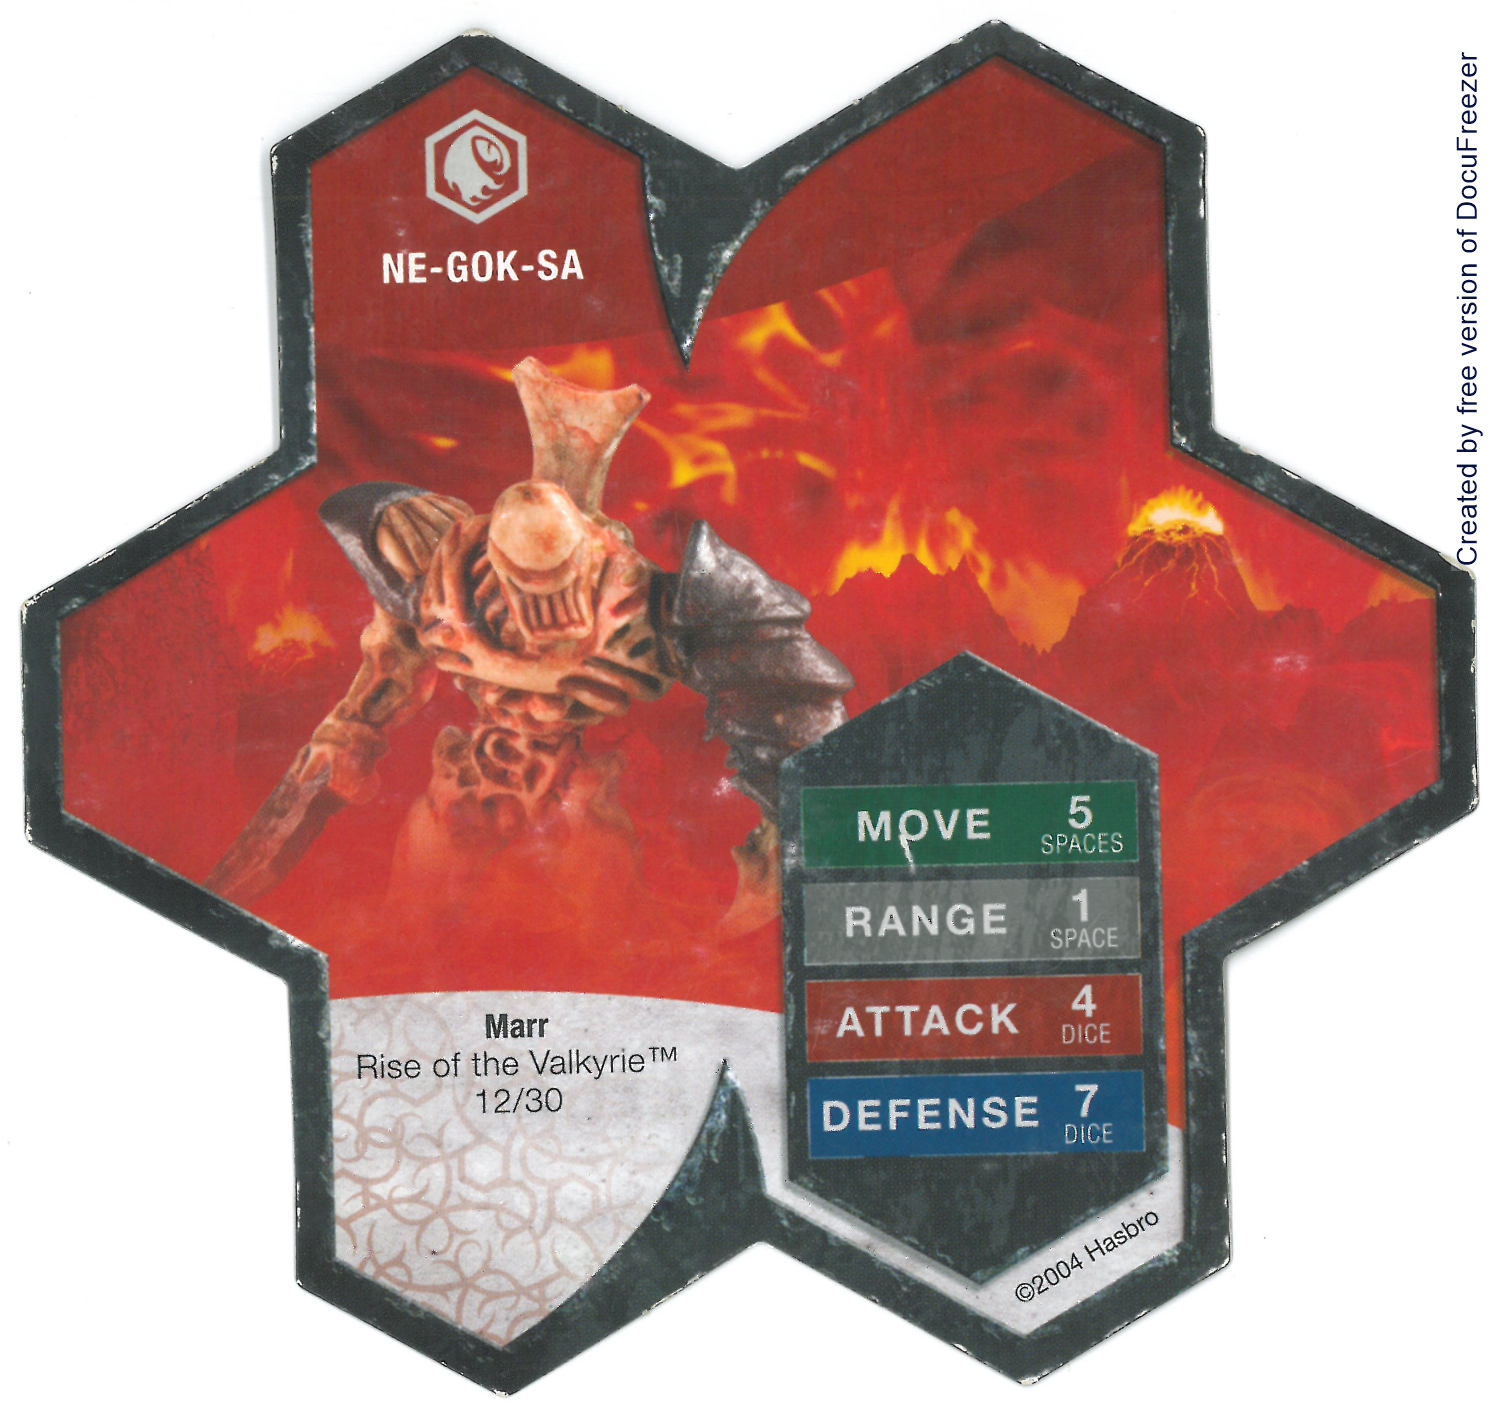 NE-GOK-SA
MOVE 5
SPACES
RANGE 1
SPACE
ATTACK 4
DICE
DEFENSE 7
DICE
Marr
Rise of the Valkyrie™
12/30
©2004 Hasbro
Created by free version of DocuFreezer